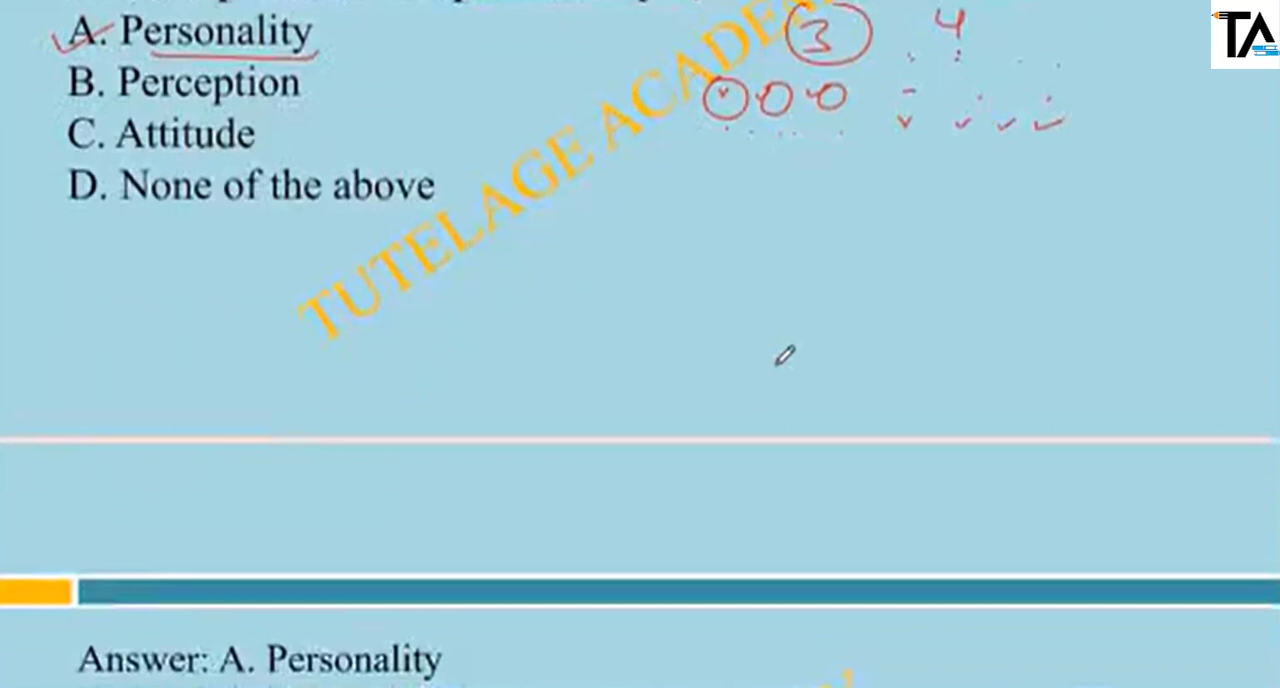 A. Personality
B. Perception
C. Attitude
D. None of the above
3 4
TUTELAGE ACADE
TA
Answer: A. Personality